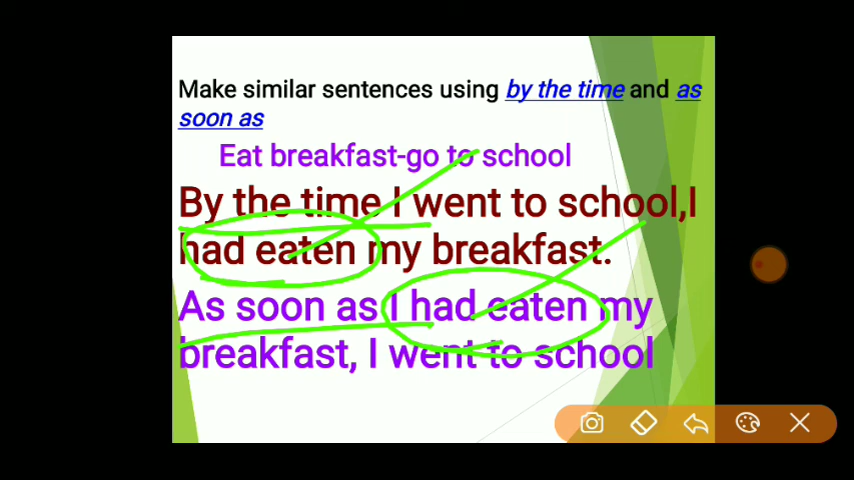 Make similar sentences using by the time and as
soon as
Eat breakfast-go to school
By the time I went to school,I
had eaten my breakfast.
As soon as I had eaten my
breakfast, I went to school